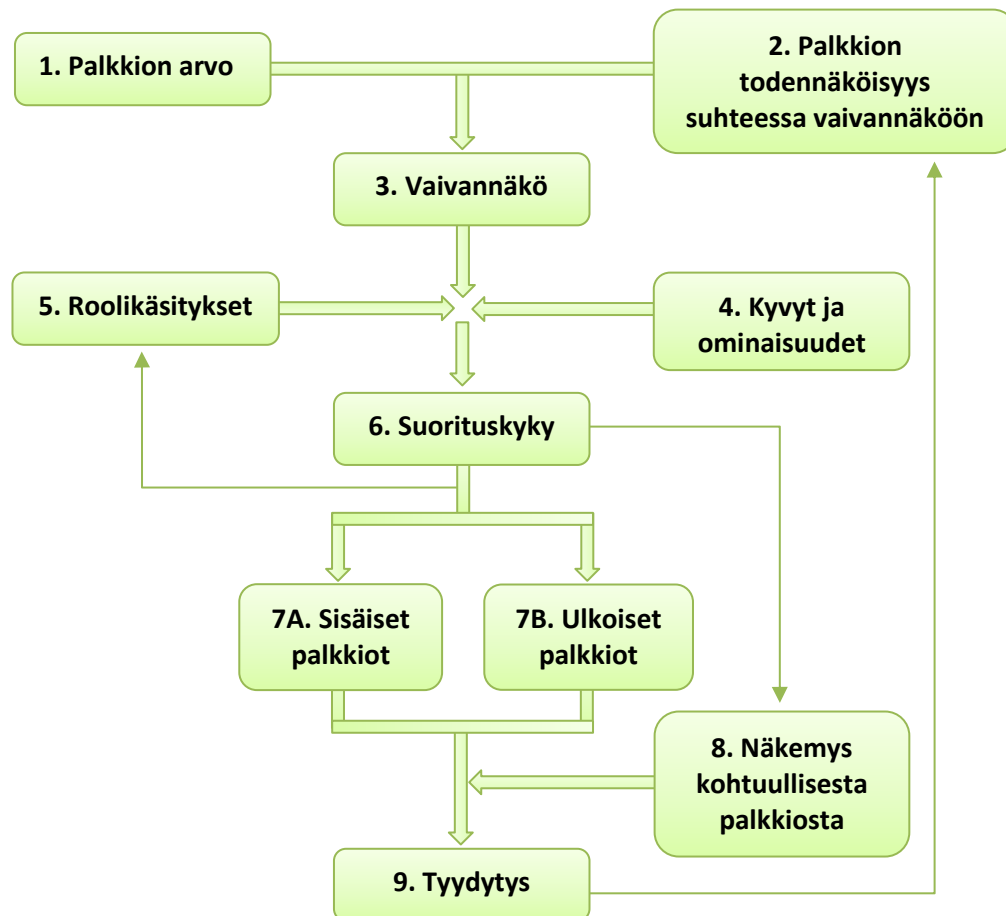 1. Palkkion arvo
2. Palkkion
todennäköisyys
suhteessa vaivannäköön
3. Vaivannäkö
5. Roolikäsitykset
4. Kyvyt ja
ominaisuudet
6. Suorituskyky
7A. Sisäiset
palkkiot
7B. Ulkoiset
palkkiot
8. Näkemys
kohtuullisesta
palkkiosta
9. Tyydytys